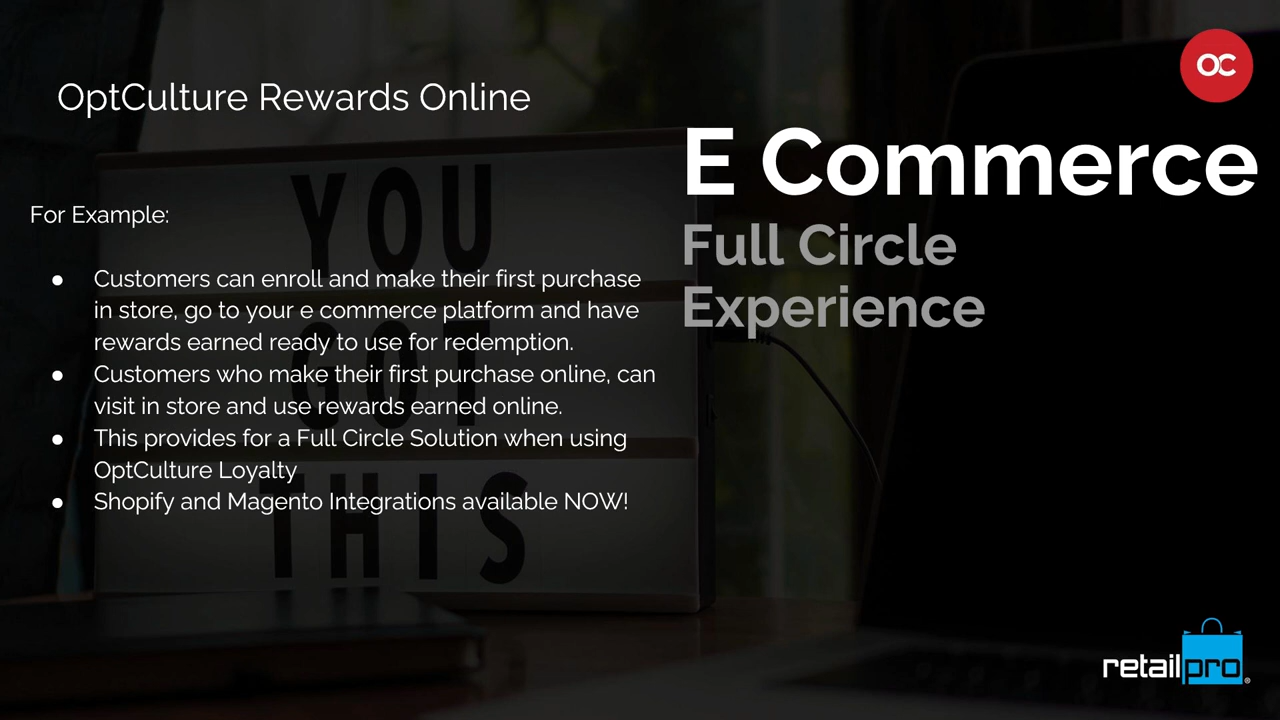 OptCulture Rewards Online
OC
E Commerce
Full Circle
Experience
For Example:
● Customers can enroll and make their first purchase
in store, go to your e commerce platform and have
rewards earned ready to use for redemption.
● Customers who make their first purchase online, can
visit in store and use rewards earned online.
● This provides for a Full Circle Solution when using
OptCulture Loyalty
● Shopify and Magento Integrations available NOW!
YOU
GOT
THIS
retailpro®